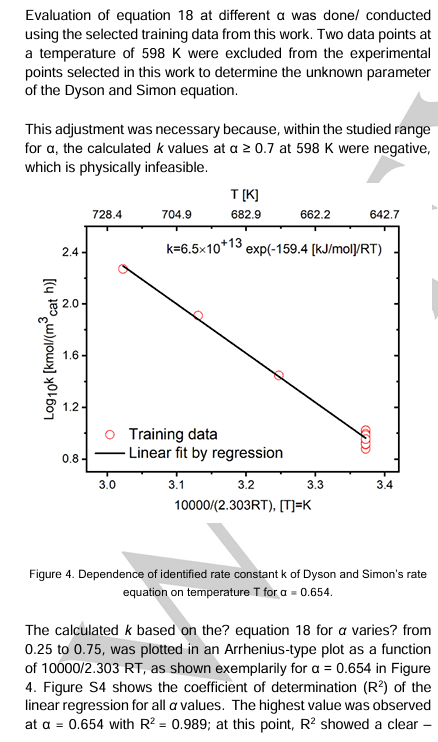 Evaluation of equation 18 at different α was done/ conducted
using the selected training data from this work. Two data points at
a temperature of 598 K were excluded from the experimental
points selected in this work to determine the unknown parameter
of the Dyson and Simon equation.
This adjustment was necessary because, within the studied range
for α, the calculated k values at α ≥ 0.7 at 598 K were negative,
which is physically infeasible.
T [K]
728.4 704.9 682.9 662.2 642.7
k=6.5×10^+13 exp(-159.4 [kJ/mol]/RT)
Log10k [kmol/(m³cat h)]
2.4
2.0
1.6
1.2
0.8
Training data
Linear fit by regression
3.0 3.1 3.2 3.3 3.4
10000/(2.303RT), [T]=K
Figure 4. Dependence of identified rate constant k of Dyson and Simon's rate
equation on temperature T for α = 0.654.
The calculated k based on the? equation 18 for α varies? from
0.25 to 0.75, was plotted in an Arrhenius-type plot as a function
of 10000/2.303 RT, as shown exemplarily for α = 0.654 in Figure
4. Figure S4 shows the coefficient of determination (R²) of the
linear regression for all α values. The highest value was observed
at α = 0.654 with R² = 0.989; at this point, R² showed a clear –